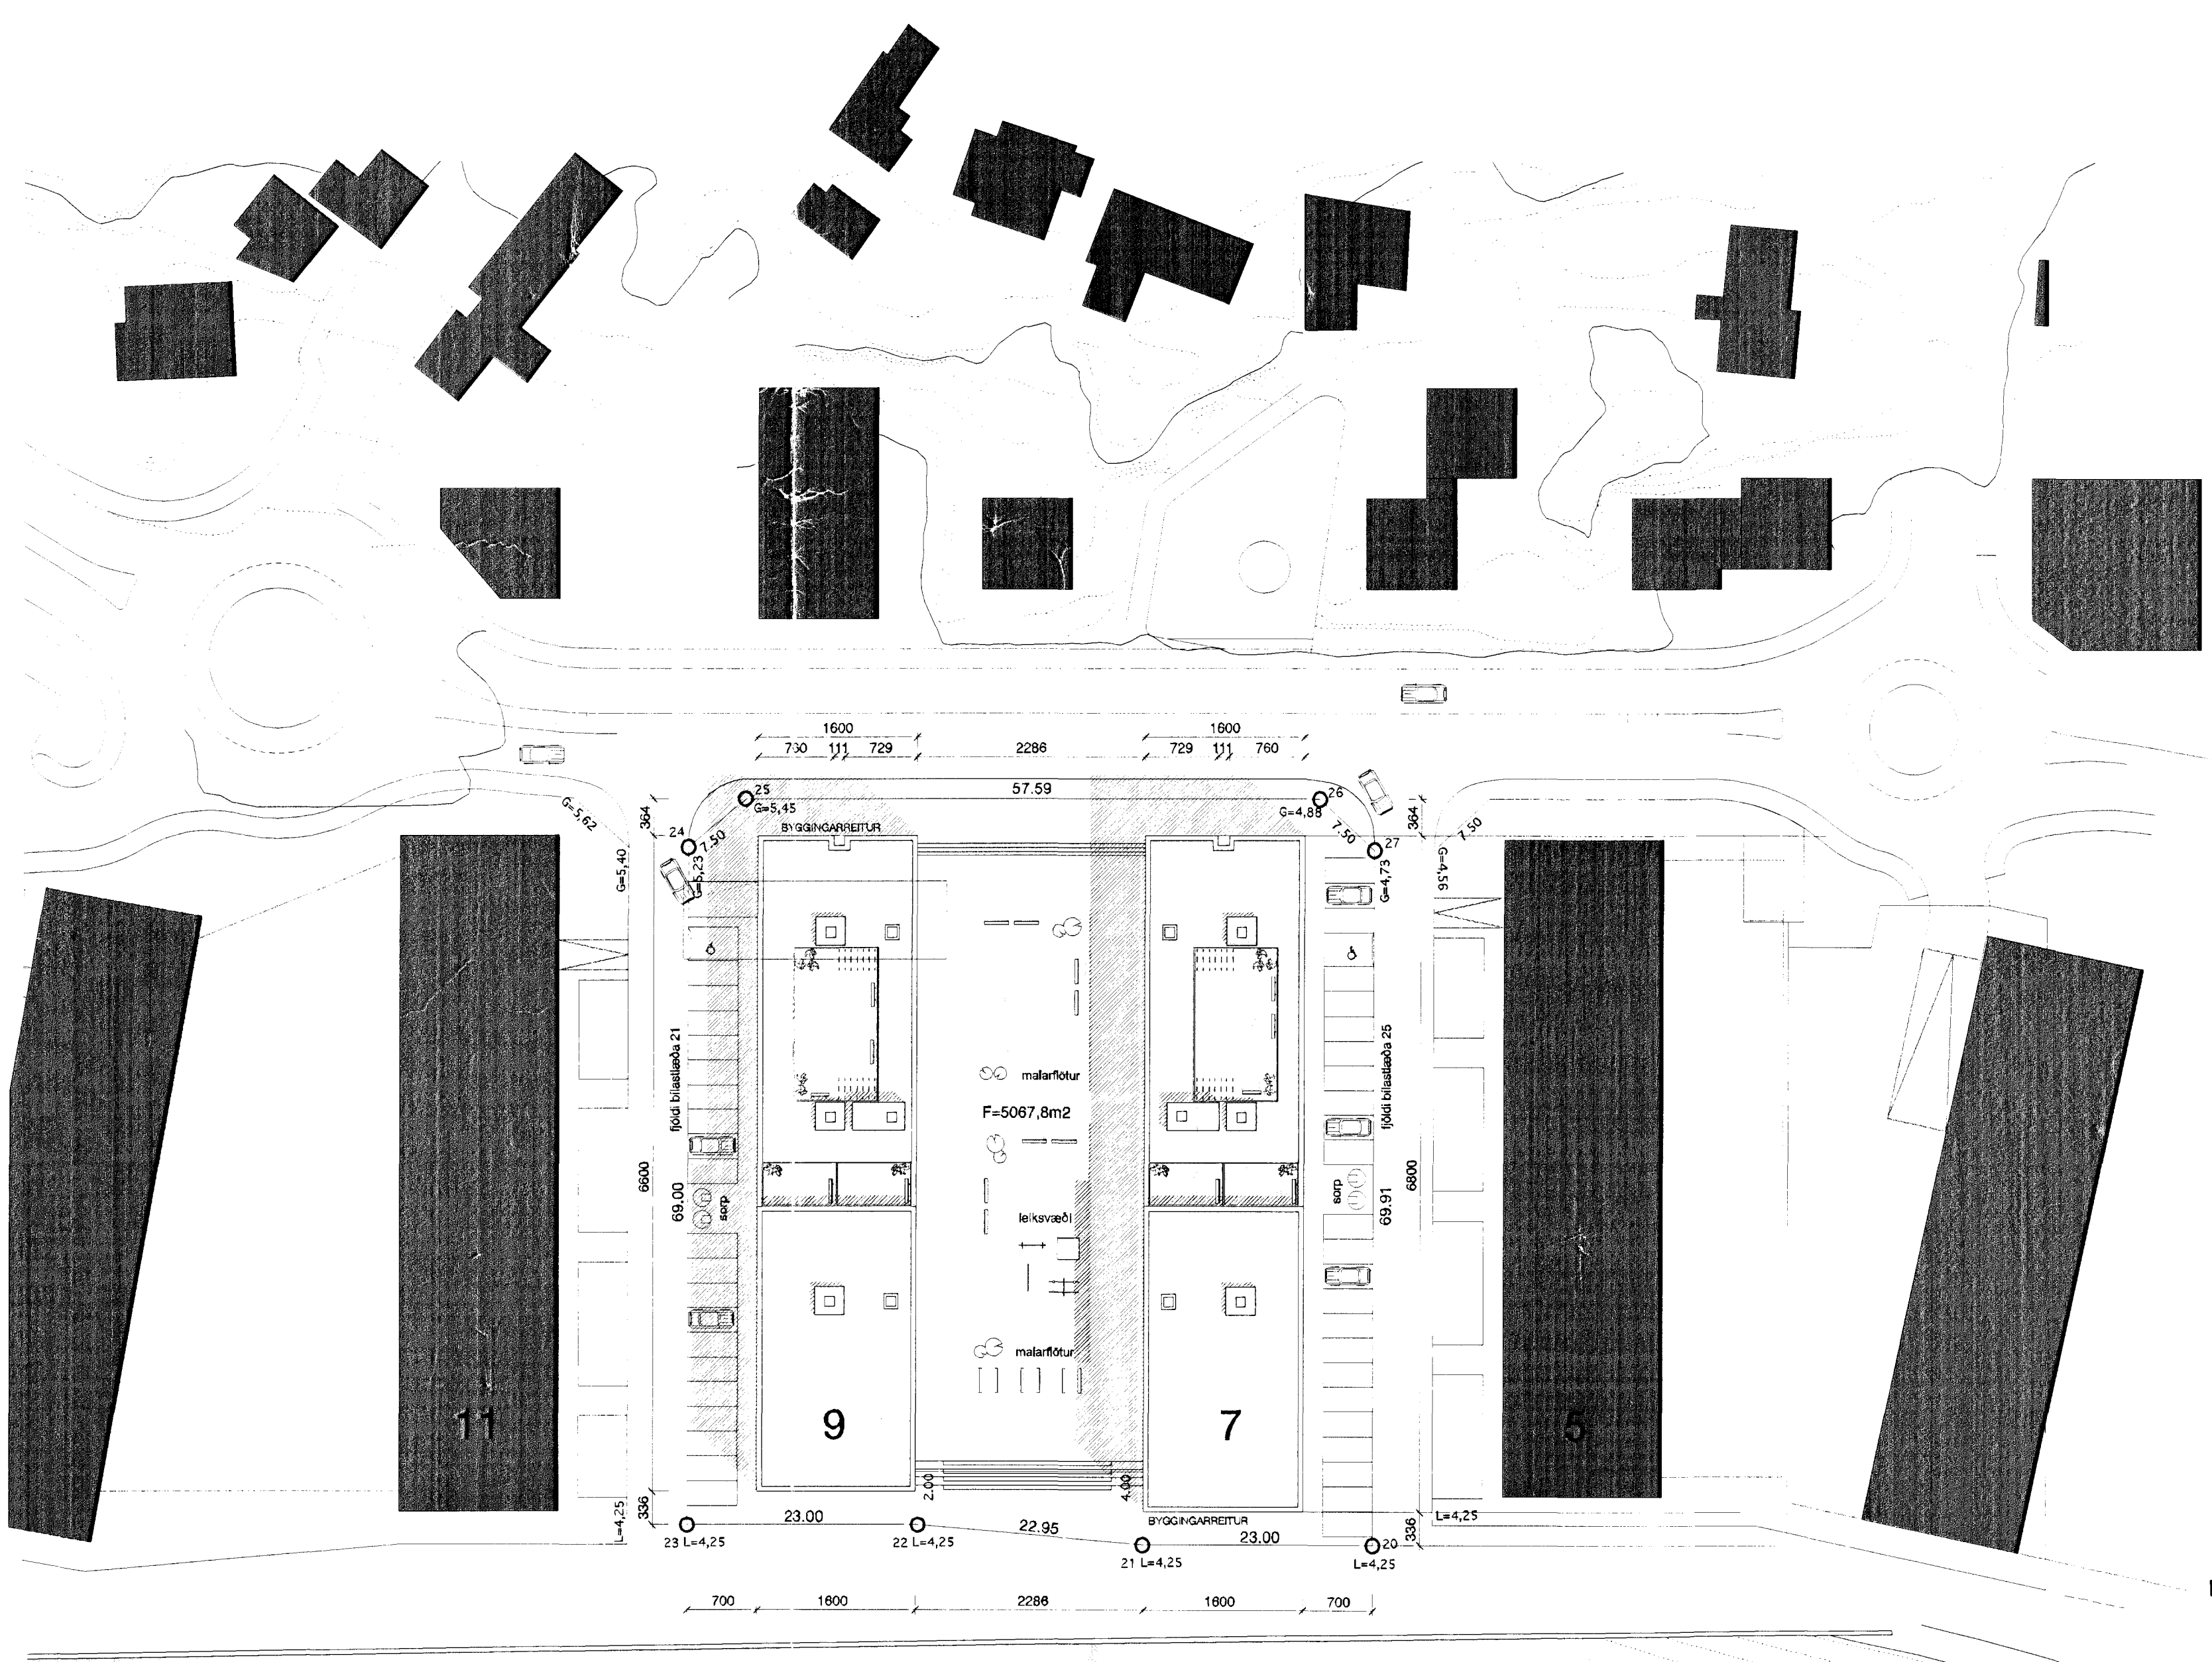 1600
1600
111
729
2286
729
111
760
25
G=5,45
57.59
26
G=4,88
G=5,62
364
24
7.50
BYGGINGARREITUR
7.50
27
364
7.50
G=5,40
G=5,23
G=4,73
G=4,56
fjöldi bílastæða 21
malarflötur
F=5067,8m2
fjöldi bílastæða 25
6600
69.00
sorp
leiksvæði
sorp
69.91
6800
malarflötur
11
9
7
5
2.00
4.00
L=4,25
336
23.00
22.95
BYGGINGARREITUR
23.00
336
L=4,25
23 L=4,25
22 L=4,25
21 L=4,25
20
L=4,25
700
1600
2286
1600
700